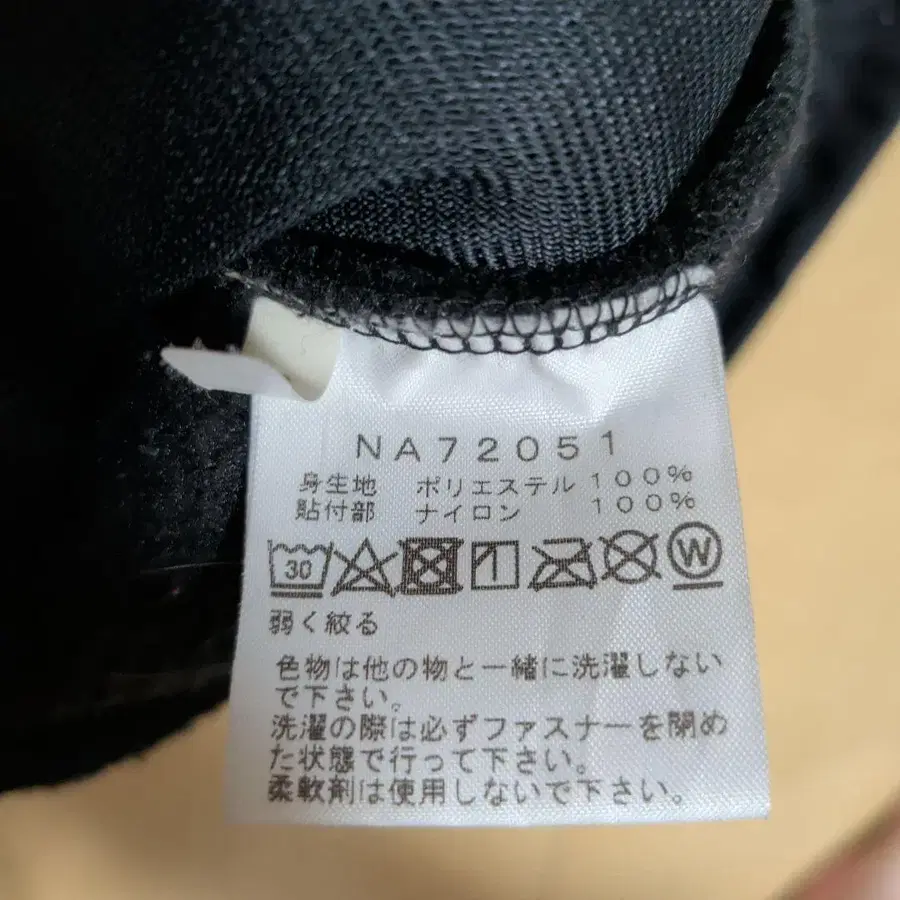 NA72051
身生地 ポリエステル 100%
貼付部 ナイロン 100%
30 W
弱く絞る
色物は他の物と一緒に洗濯しない
で下さい。
洗濯の際は必ずファスナーを閉め
た状態で行って下さい。
柔軟剤は使用しないで下さい。